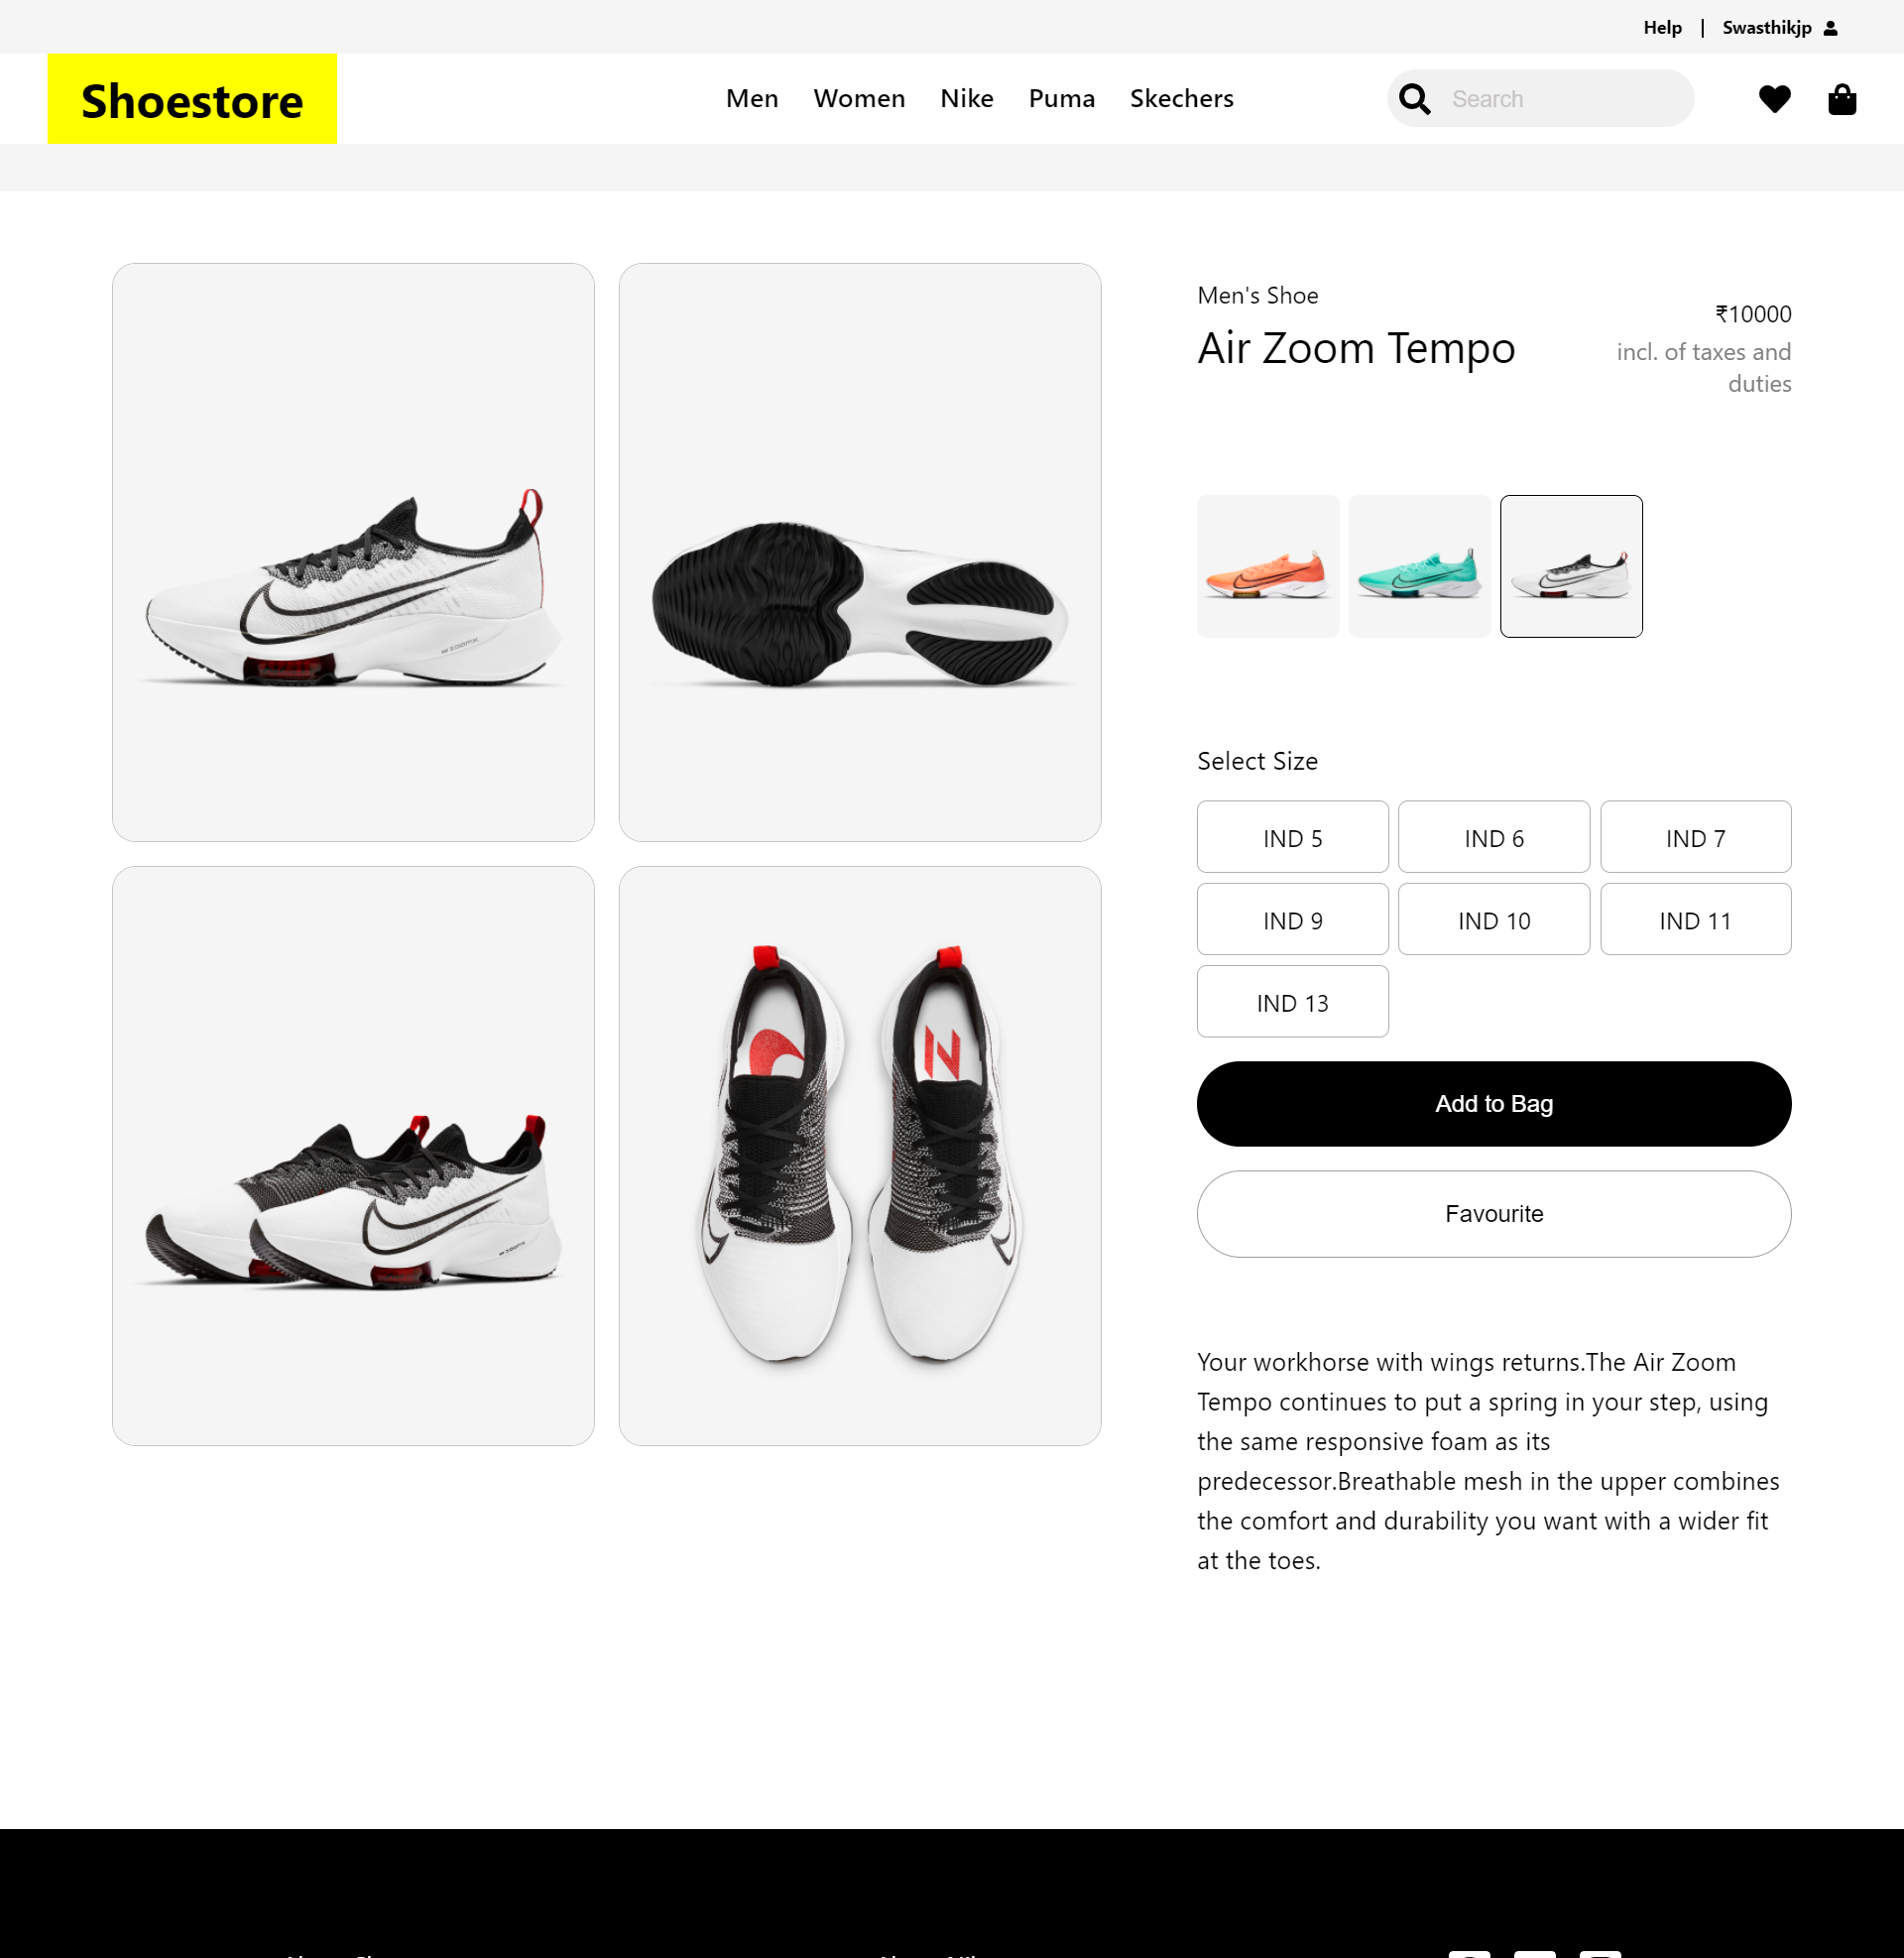 Help | Swasthikjp
Shoestore
Men Women Nike Puma Skechers
Search
Men's Shoe
Air Zoom Tempo
₹10000
incl. of taxes and
duties
ZOOMX
Select Size
IND 5 IND 6 IND 7
IND 9 IND 10 IND 11
IND 13
Add to Bag
Favourite
Your workhorse with wings returns.The Air Zoom
Tempo continues to put a spring in your step, using
the same responsive foam as its
predecessor.Breathable mesh in the upper combines
the comfort and durability you want with a wider fit
at the toes.